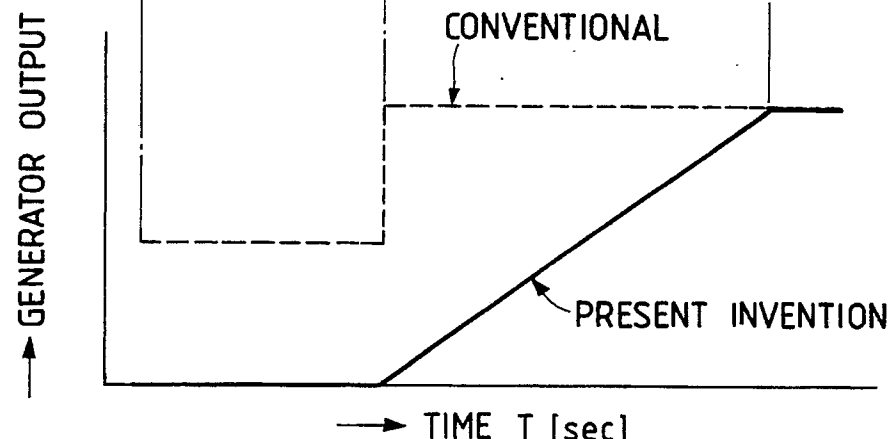 GENERATOR OUTPUT
CONVENTIONAL
PRESENT INVENTION
TIME T [sec]